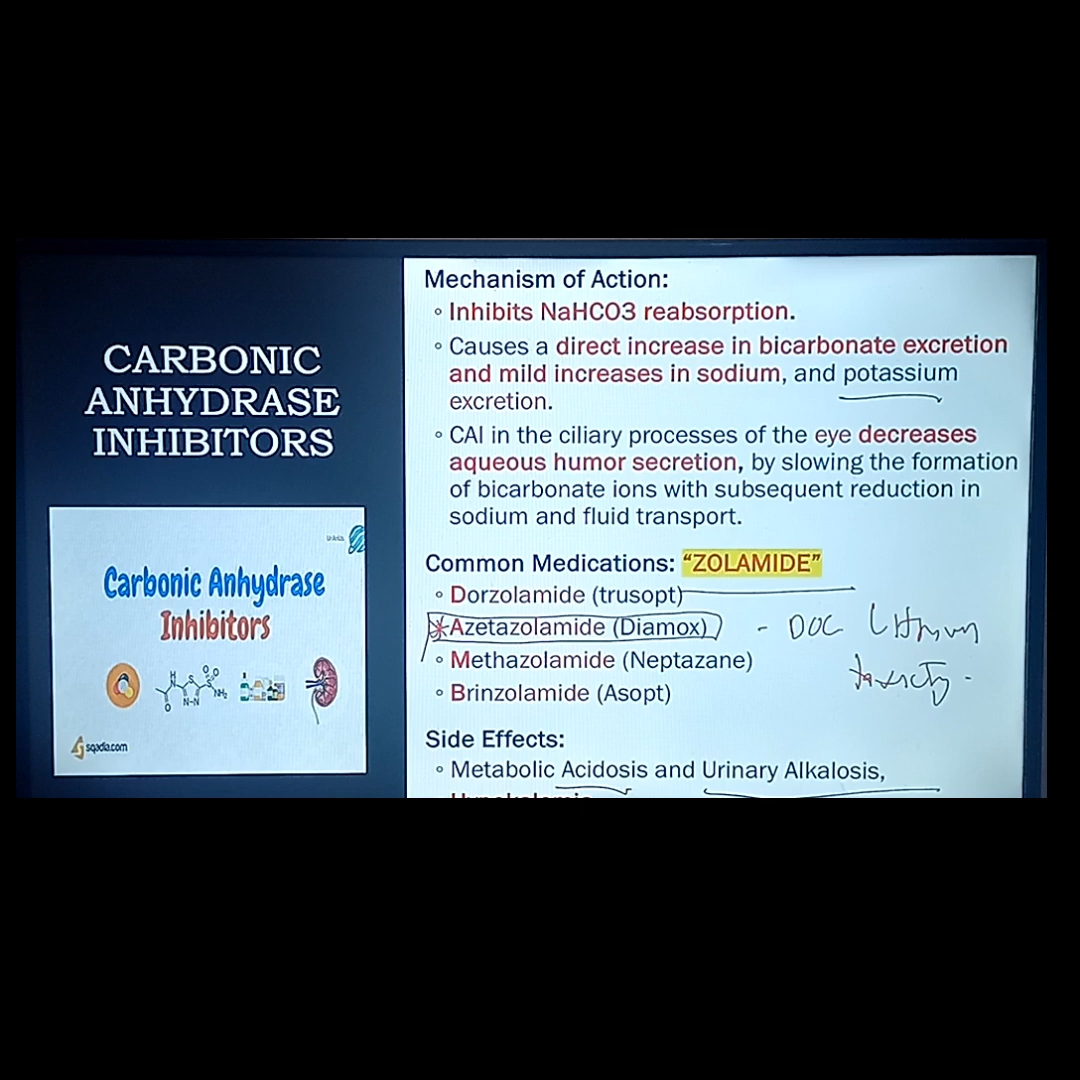 CARBONIC
ANHYDRASE
INHIBITORS
Carbonic Anhydrase
Inhibitors
sqadia.com
Mechanism of Action:
◦ Inhibits NaHCO3 reabsorption.
◦ Causes a direct increase in bicarbonate excretion
and mild increases in sodium, and potassium
excretion.
◦ CAI in the ciliary processes of the eye decreases
aqueous humor secretion, by slowing the formation
of bicarbonate ions with subsequent reduction in
sodium and fluid transport.
Common Medications: “ZOLAMIDE”
◦ Dorzolamide (trusopt)
*Azetazolamide (Diamox) - DOC Lithium
toxicity -
◦ Methazolamide (Neptazane)
◦ Brinzolamide (Asopt)
Side Effects:
◦ Metabolic Acidosis and Urinary Alkalosis,